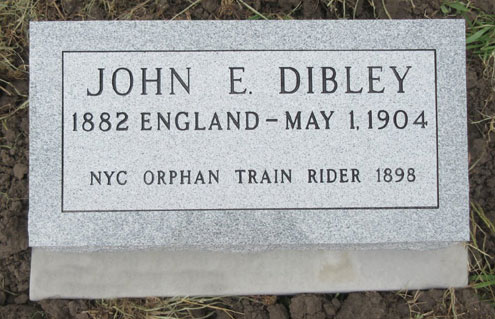 JOHN E. DIBLEY
1882 ENGLAND – MAY 1, 1904
NYC ORPHAN TRAIN RIDER 1898